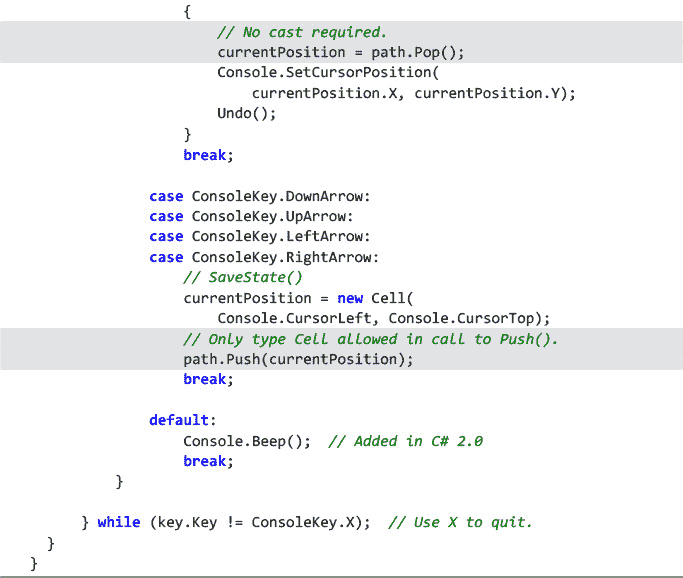 {
// No cast required.
currentPosition = path.Pop();
Console.SetCursorPosition(
currentPosition.X, currentPosition.Y);
Undo();
}
break;
case ConsoleKey.DownArrow:
case ConsoleKey.UpArrow:
case ConsoleKey.LeftArrow:
case ConsoleKey.RightArrow:
// SaveState()
currentPosition = new Cell(
Console.CursorLeft, Console.CursorTop);
// Only type Cell allowed in call to Push().
path.Push(currentPosition);
break;
default:
Console.Beep();  // Added in C# 2.0
break;
}
} while (key.Key != ConsoleKey.X);  // Use X to quit.
}
}